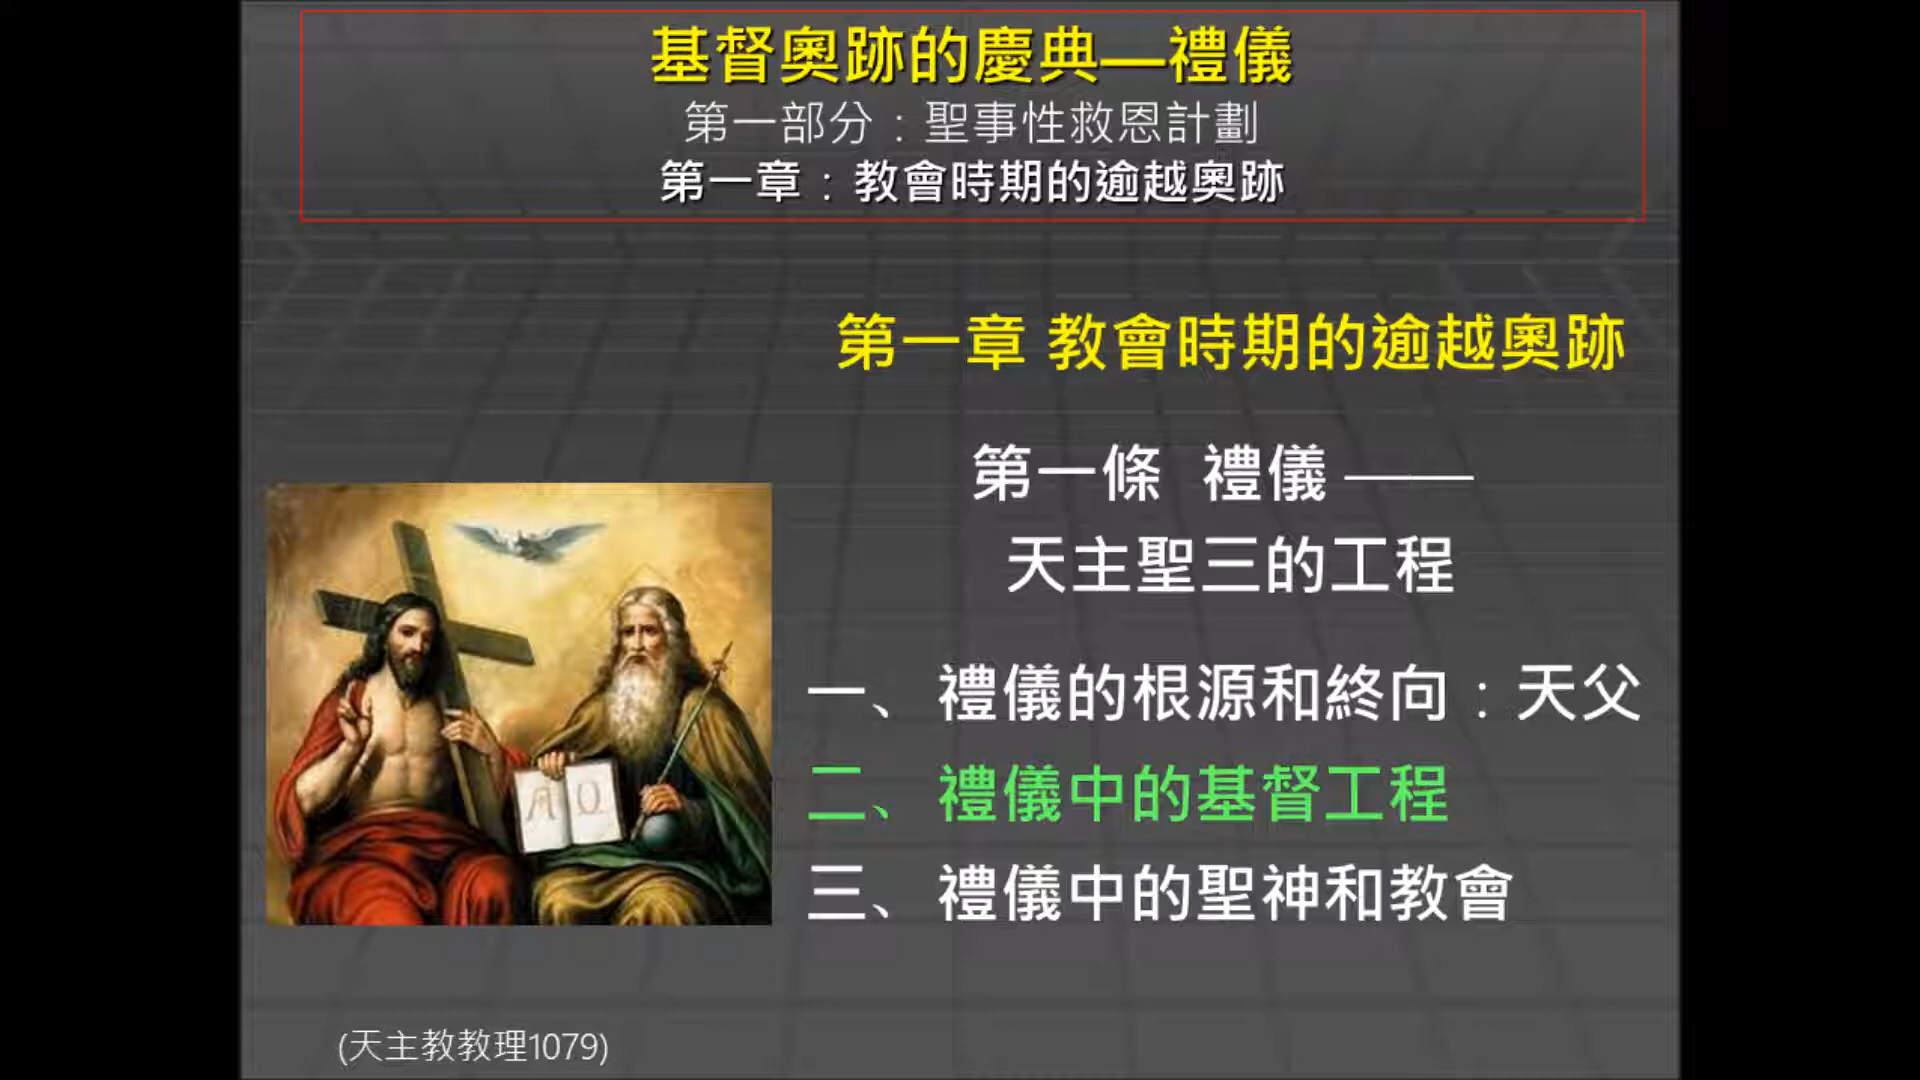 基督奧跡的慶典—禮儀
第一部分：聖事性救恩計劃
第一章：教會時期的逾越奧跡
第一章 教會時期的逾越奧跡
第一條 禮儀 ——
天主聖三的工程
一、 禮儀的根源和終向：天父
二、 禮儀中的基督工程
三、 禮儀中的聖神和教會
Α Ω
(天主教教理1079)